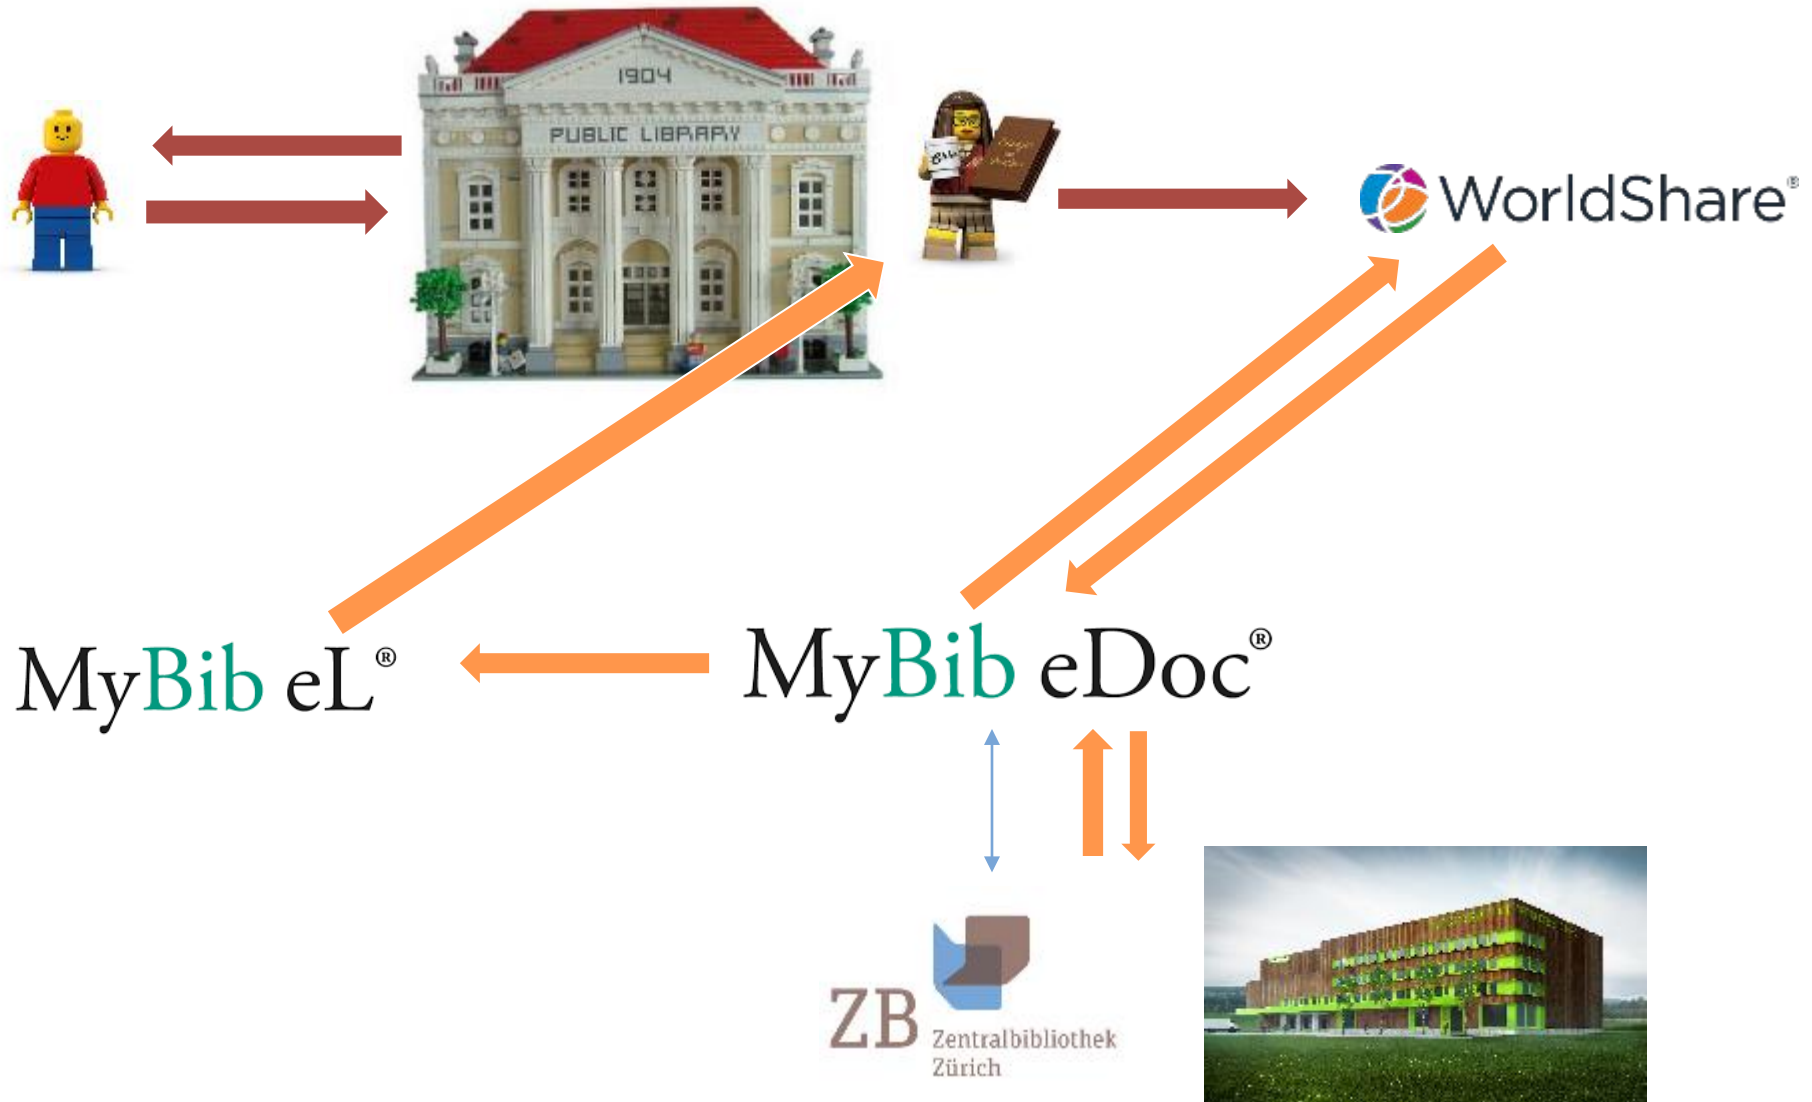 1904
PUBLIC LIBRARY
WorldShare®
MyBib eL®
MyBib eDoc®
ZB
Zentralbibliothek
Zürich